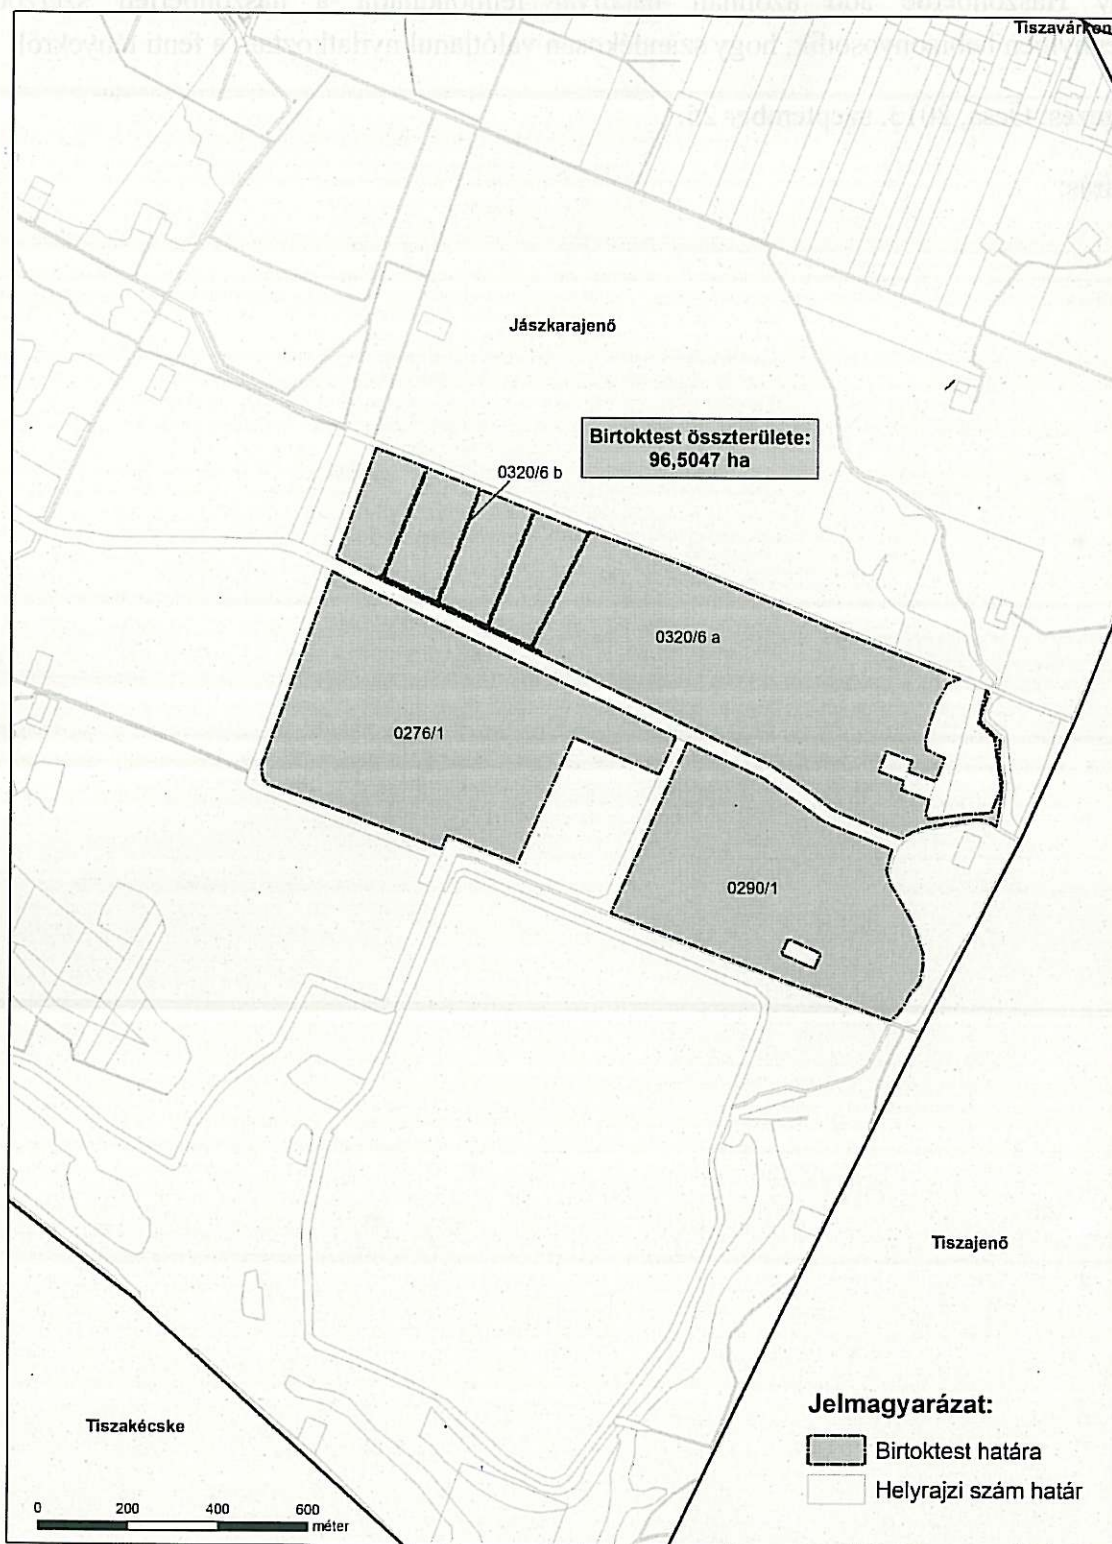 Tiszavárkon
Jászkarajenő
Birtoktest összterülete:
96,5047 ha
0320/6 b
0320/6 a
0276/1
0290/1
Tiszajenő
Tiszakécske
Jelmagyarázat:
Birtoktest határa
Helyrajzi szám határ
0 200 400 600
méter